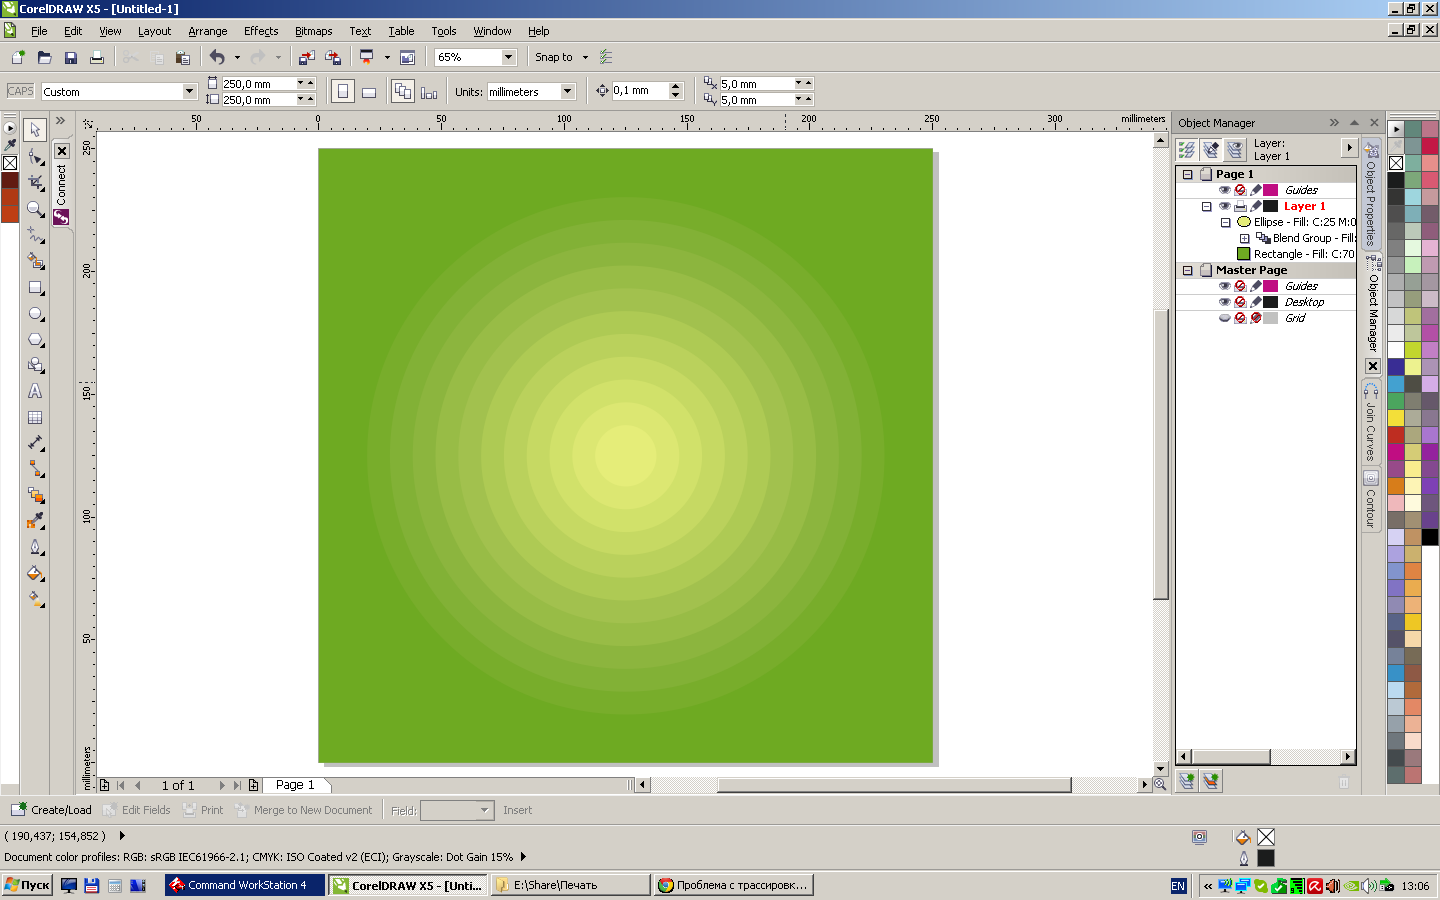 CorelDRAW X5 - [Untitled-1]
File Edit View Layout Arrange Effects Bitmaps Text Table Tools Window Help
65% Snap to
CAPS Custom 250,0 mm 250,0 mm Units: millimeters 0,1 mm 5,0 mm 5,0 mm
50 0 50 100 150 200 250 300 millimeters
250
200
150
100
50
millimeters
Connect
Object Manager
Layer:
Layer 1
Page 1
Guides
Layer 1
Ellipse - Fill: C:25 M:0
Blend Group - Fill:
Rectangle - Fill: C:70
Master Page
Guides
Desktop
Grid
Object Properties
Object Manager
Join Curves
Contour
1 of 1 Page 1
Create/Load Edit Fields Print Merge to New Document Field: Insert
( 190,437; 154,852 )
Document color profiles: RGB: sRGB IEC61966-2.1; CMYK: ISO Coated v2 (ECI); Grayscale: Dot Gain 15%
Пуск Command WorkStation 4 CorelDRAW X5 - [Unti... E:\Share\Печать Проблема с трассировк... EN « 13:06